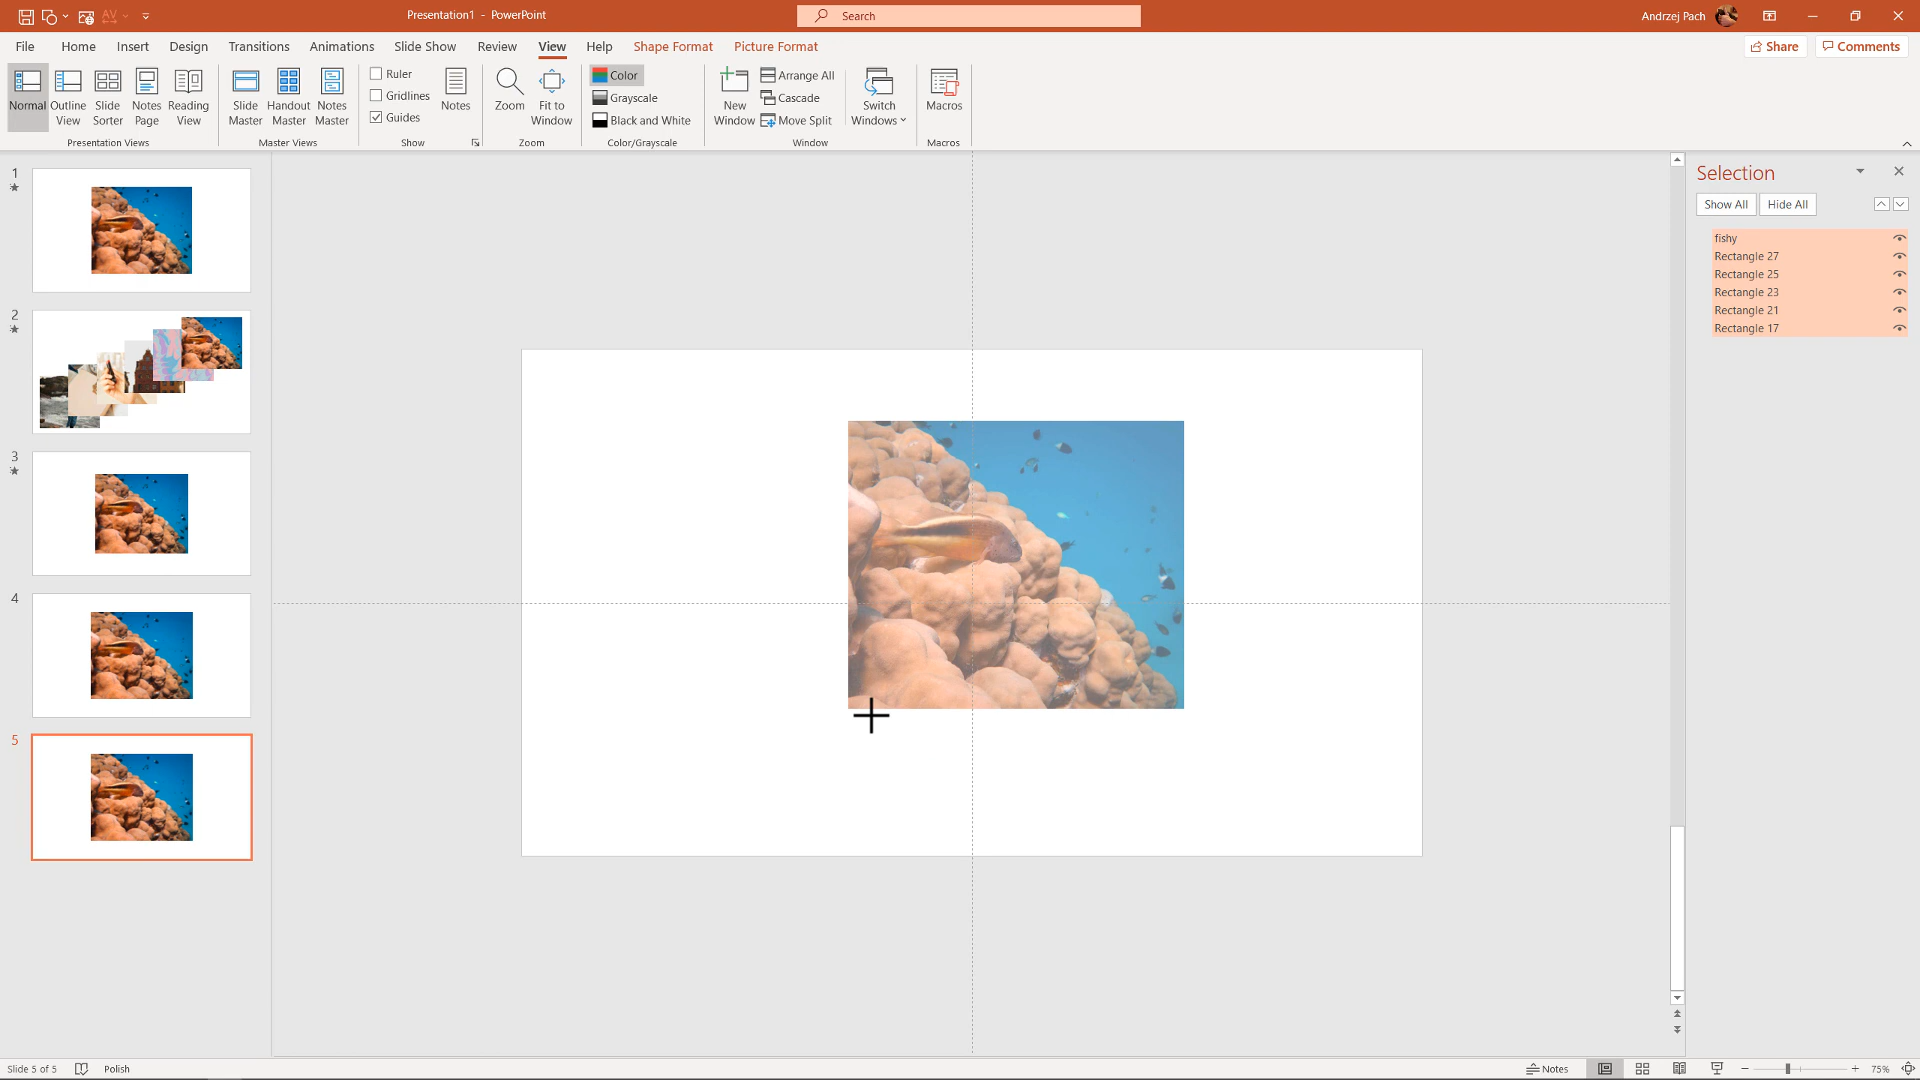 Presentation1 - PowerPoint
Search
Andrzej Pach
File Home Insert Design Transitions Animations Slide Show Review View Help Shape Format Picture Format
Share Comments
Normal
Outline View
Slide Sorter
Notes Page
Reading View
Presentation Views
Slide Master
Handout Master
Notes Master
Master Views
Ruler
Gridlines
Guides
Notes
Show
Zoom
Fit to Window
Zoom
Color
Grayscale
Black and White
Color/Grayscale
New Window
Arrange All
Cascade
Move Split
Switch Windows
Window
Macros
Macros
1
2
3
4
5
Selection
Show All Hide All
fishy
Rectangle 27
Rectangle 25
Rectangle 23
Rectangle 21
Rectangle 17
Slide 5 of 5 Polish
Notes
75%